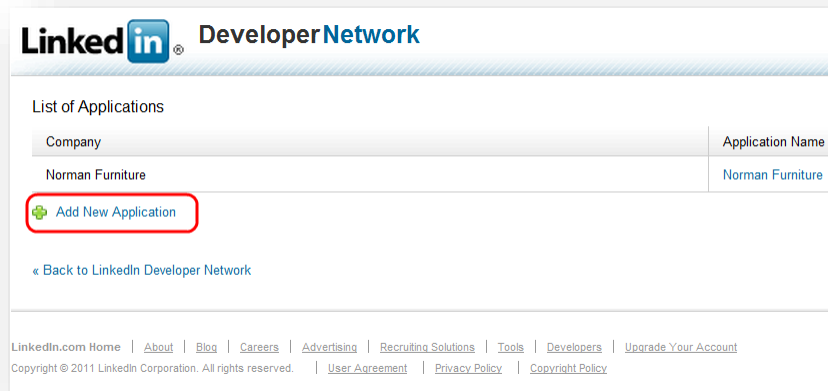 Linked in ® DeveloperNetwork
List of Applications
Company Application Name
Norman Furniture Norman Furniture
Add New Application
« Back to LinkedIn Developer Network
LinkedIn.com Home | About | Blog | Careers | Advertising | Recruiting Solutions | Tools | Developers | Upgrade Your Account
Copyright © 2011 LinkedIn Corporation. All rights reserved. | User Agreement | Privacy Policy | Copyright Policy